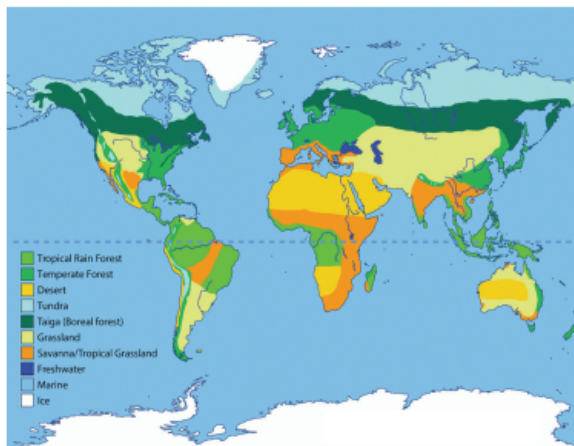 Tropical Rain Forest
Temperate Forest
Desert
Tundra
Taiga (Boreal forest)
Grassland
Savanna/Tropical Grassland
Freshwater
Marine
Ice